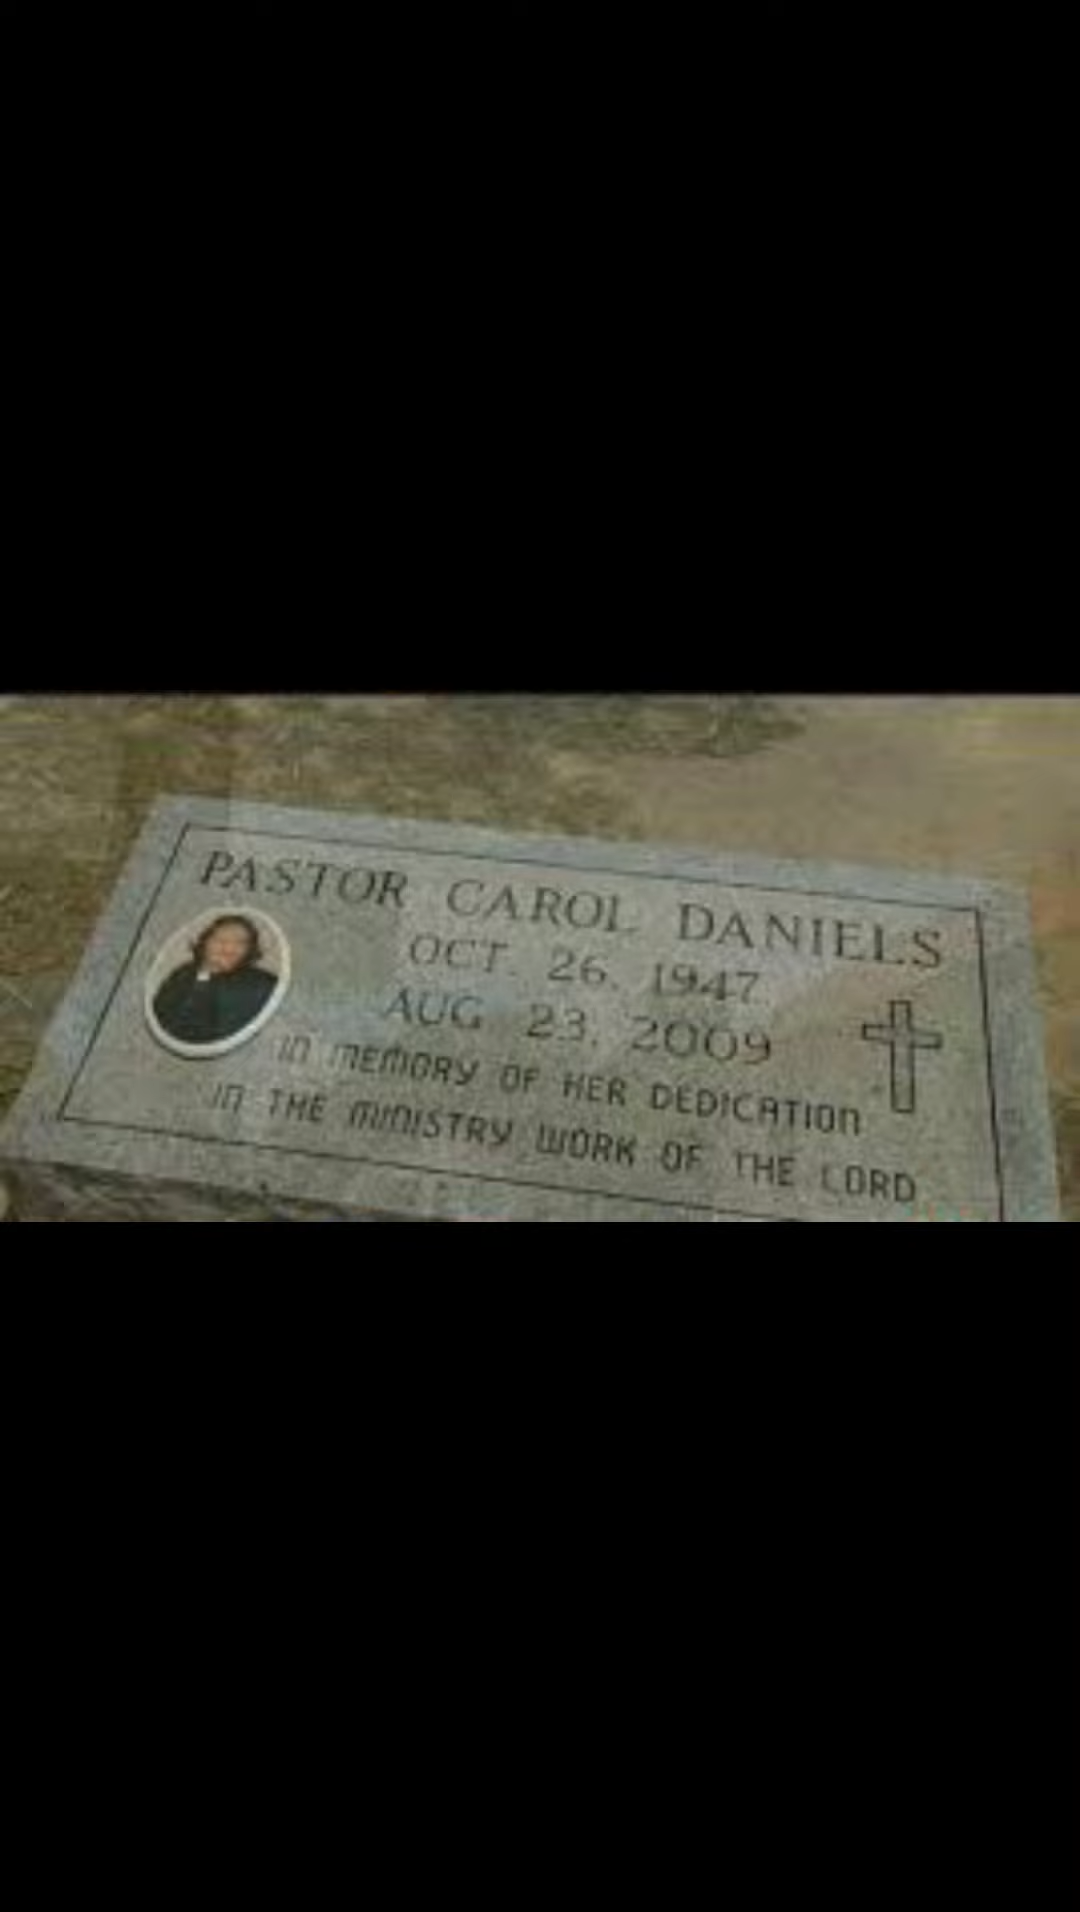 PASTOR CAROL DANIELS
OCT. 26, 1947
AUG. 23, 2009
IN MEMORY OF HER DEDICATION
IN THE MINISTRY WORK OF THE LORD